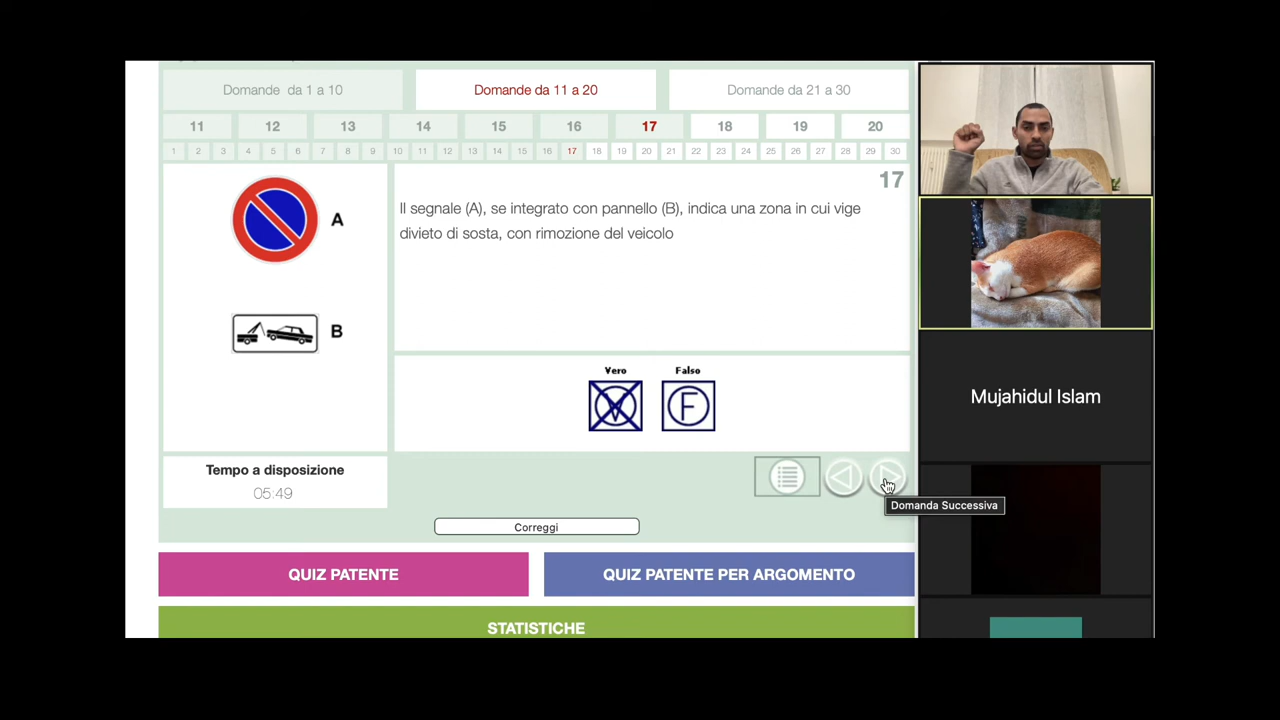 Domande da 1 a 10
Domande da 11 a 20
Domande da 21 a 30
11 12 13 14 15 16 17 18 19 20
1 2 3 4 5 6 7 8 9 10 11 12 13 14 15 16 17 18 19 20 21 22 23 24 25 26 27 28 29 30
17
A
B
Il segnale (A), se integrato con pannello (B), indica una zona in cui vige
divieto di sosta, con rimozione del veicolo
Vero
Falso
V
F
Tempo a disposizione
05:49
Domanda Successiva
Correggi
QUIZ PATENTE
QUIZ PATENTE PER ARGOMENTO
STATISTICHE
Mujahidul Islam